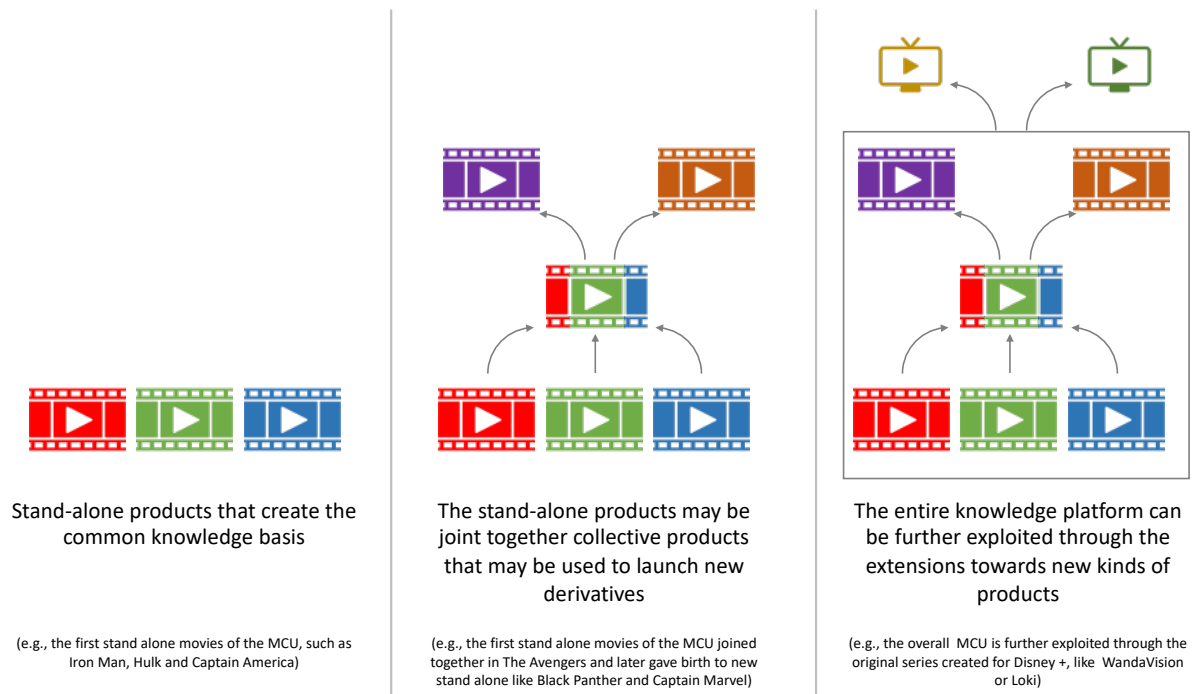 Stand-alone products that create the
common knowledge basis
(e.g., the first stand alone movies of the MCU, such as
Iron Man, Hulk and Captain America)
The stand-alone products may be
joint together collective products
that may be used to launch new
derivatives
(e.g., the first stand alone movies of the MCU joined
together in The Avengers and later gave birth to new
stand alone like Black Panther and Captain Marvel)
The entire knowledge platform can
be further exploited through the
extensions towards new kinds of
products
(e.g., the overall  MCU is further exploited through the
original series created for Disney +, like  WandaVision
or Loki)